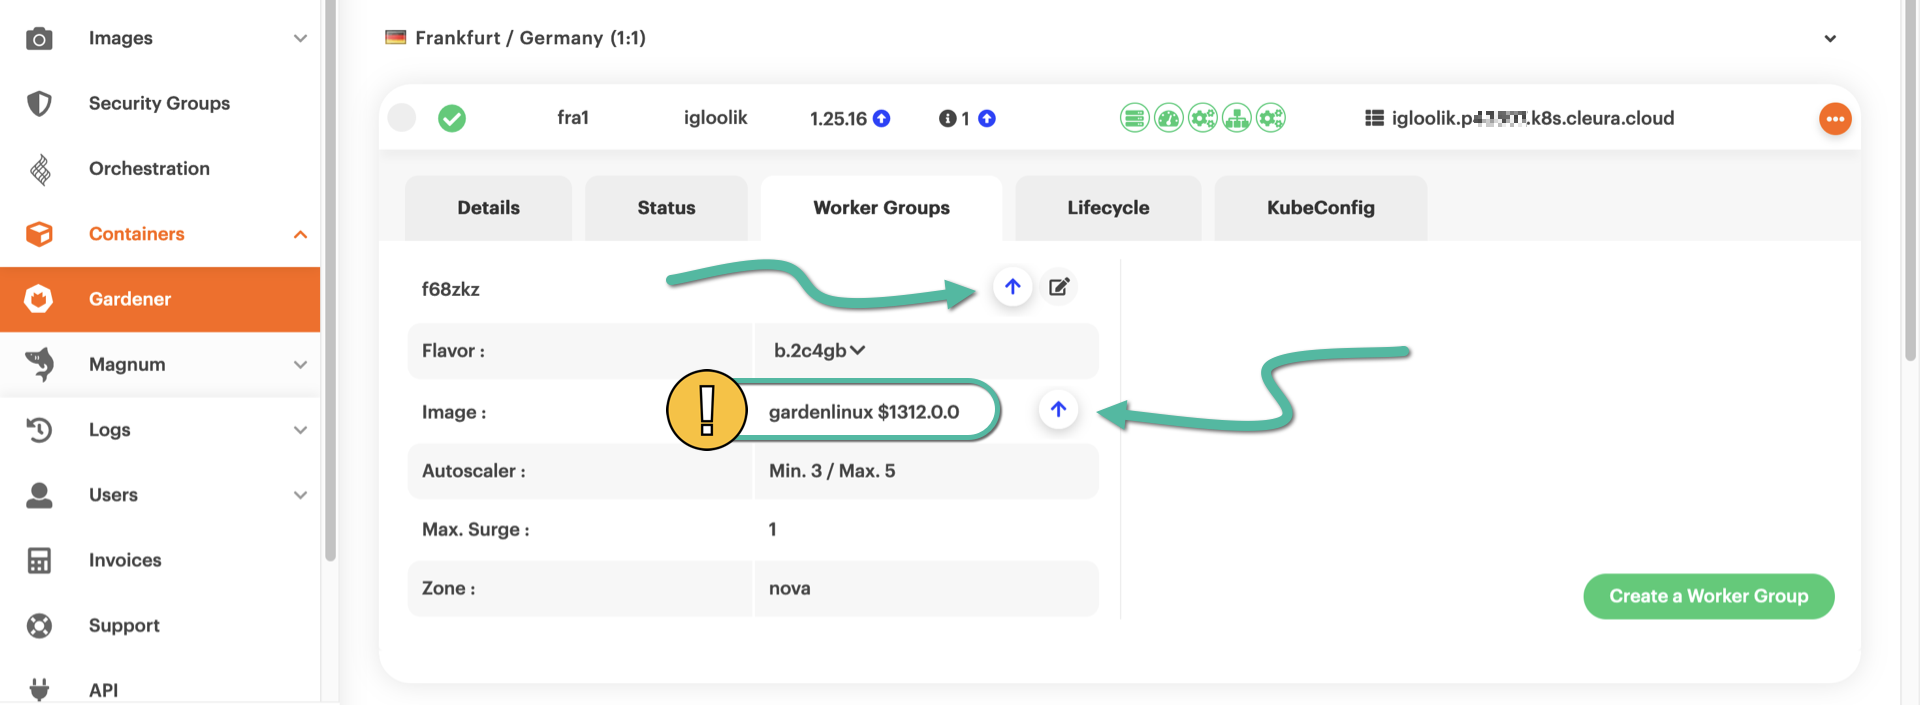 Images
Security Groups
Orchestration
Containers
Gardener
Magnum
Logs
Users
Invoices
Support
API
Frankfurt / Germany (1:1)
fra1 igloolik 1.25.16 1 igloolik.p .k8s.cleura.cloud
Details Status Worker Groups Lifecycle KubeConfig
f68zkz
Flavor : b.2c4gb
! Image : gardenlinux $1312.0.0
Autoscaler : Min. 3 / Max. 5
Max. Surge : 1
Zone : nova
Create a Worker Group